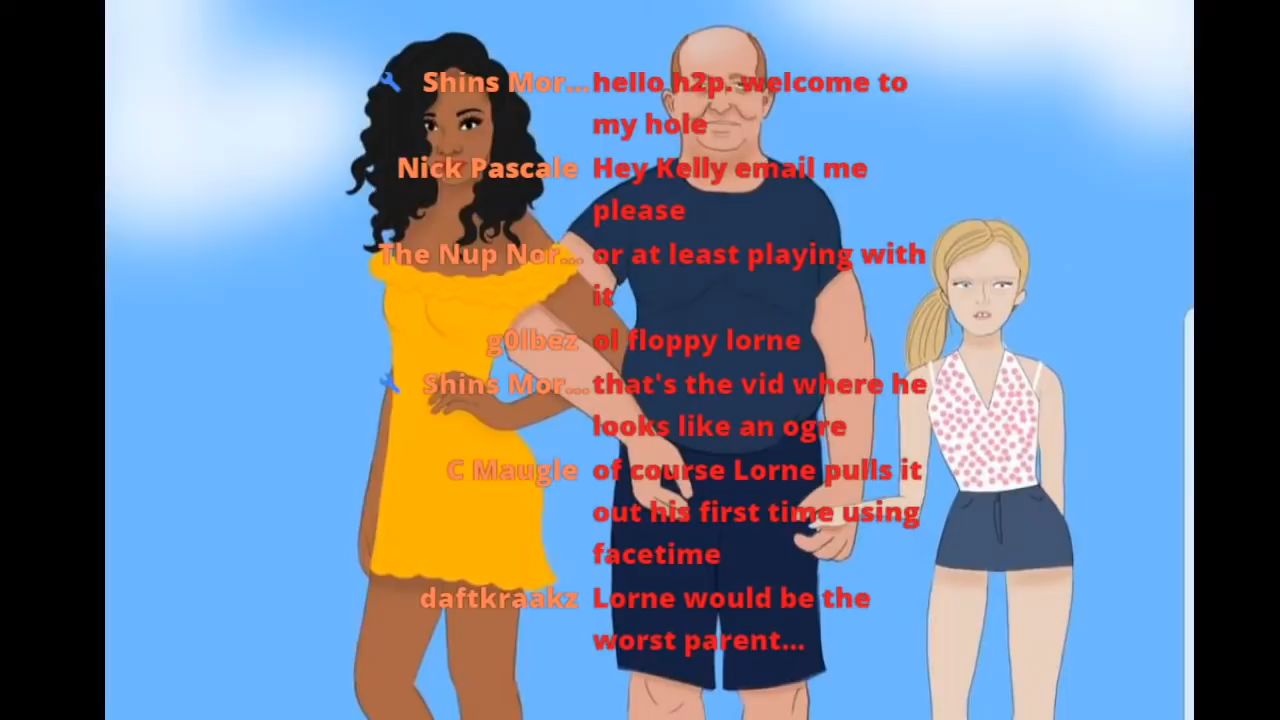 Shins Mor... hello h2p. welcome to
my hole
Nick Pascale Hey Kelly email me
please
The Nup Nor... or at least playing with
it
g0lbez ol floppy lorne
Shins Mor... that's the vid where he
looks like an ogre
C Maugle of course Lorne pulls it
out his first time using
facetime
daftkraakz Lorne would be the
worst parent...